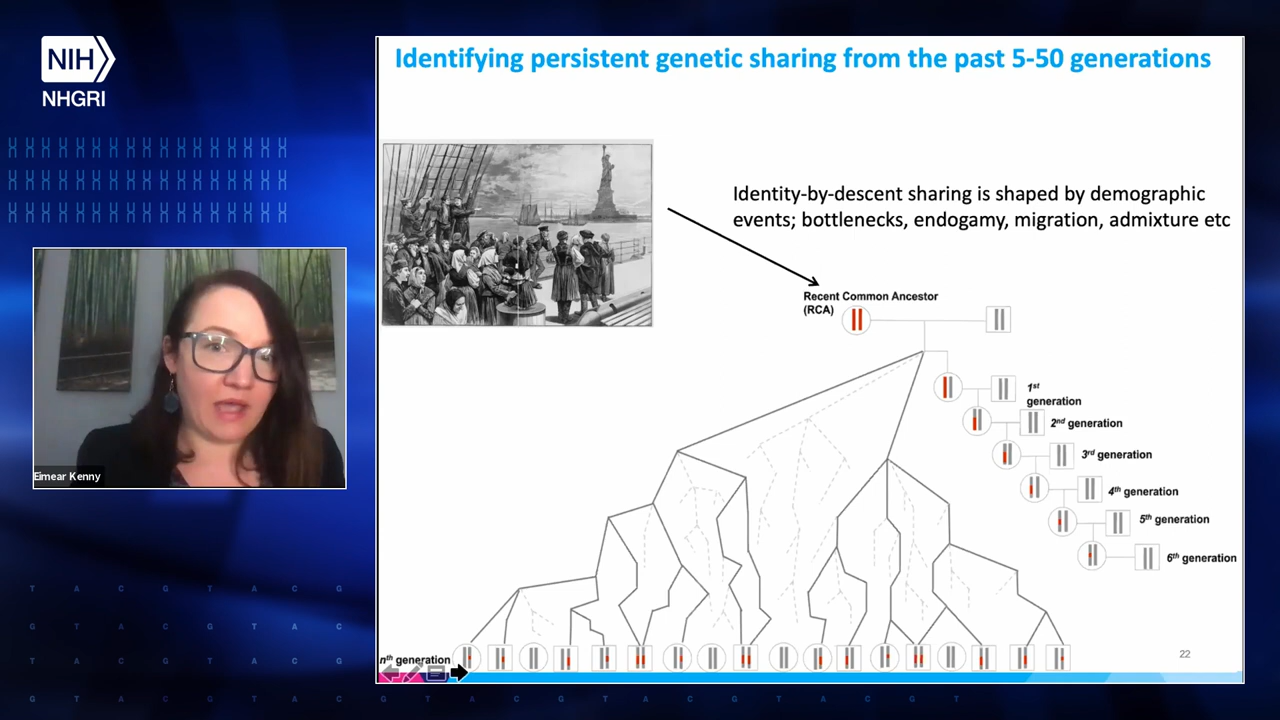 NIH
NHGRI
Identifying persistent genetic sharing from the past 5-50 generations
Identity-by-descent sharing is shaped by demographic
events; bottlenecks, endogamy, migration, admixture etc
Recent Common Ancestor
(RCA)
1st
generation
2nd generation
3rd generation
4th generation
5th generation
6th generation
Eimear Kenny
nth generation
22
T A C G T A C G
G T A C G T A C
T A C G T A C G
G T A C G T A C G T A C G T A C G T A C G T